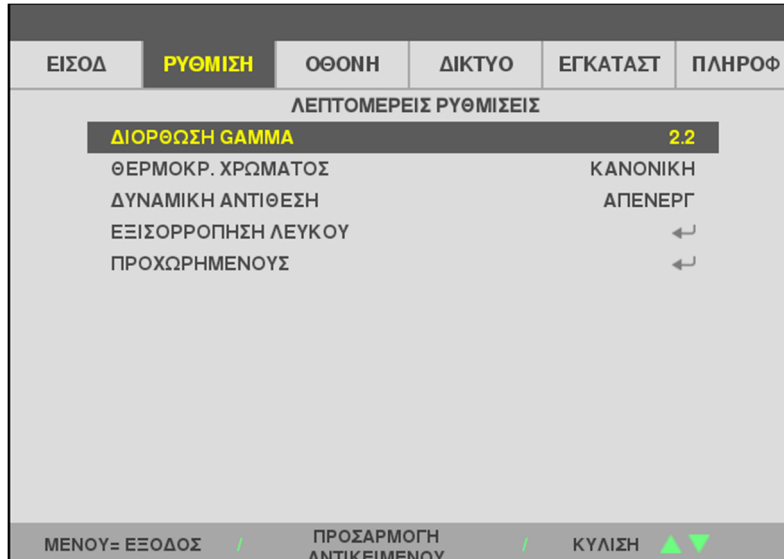 ΕΙΣΟΔ ΡΥΘΜΙΣΗ ΟΘΟΝΗ ΔΙΚΤΥΟ ΕΓΚΑΤΑΣΤ ΠΛΗΡΟΦ
ΛΕΠΤΟΜΕΡΕΙΣ ΡΥΘΜΙΣΕΙΣ
ΔΙΟΡΘΩΣΗ GAMMA 2.2
ΘΕΡΜΟΚΡ. ΧΡΩΜΑΤΟΣ ΚΑΝΟΝΙΚΗ
ΔΥΝΑΜΙΚΗ ΑΝΤΙΘΕΣΗ ΑΠΕΝΕΡΓ
ΕΞΙΣΟΡΡΟΠΗΣΗ ΛΕΥΚΟΥ
ΠΡΟΧΩΡΗΜΕΝΟΥΣ
ΜΕΝΟΥ= ΕΞΟΔΟΣ / ΠΡΟΣΑΡΜΟΓΗ / ΚΥΛΙΣΗ
ΑΝΤΙΚΕΙΜΕΝΟΥ